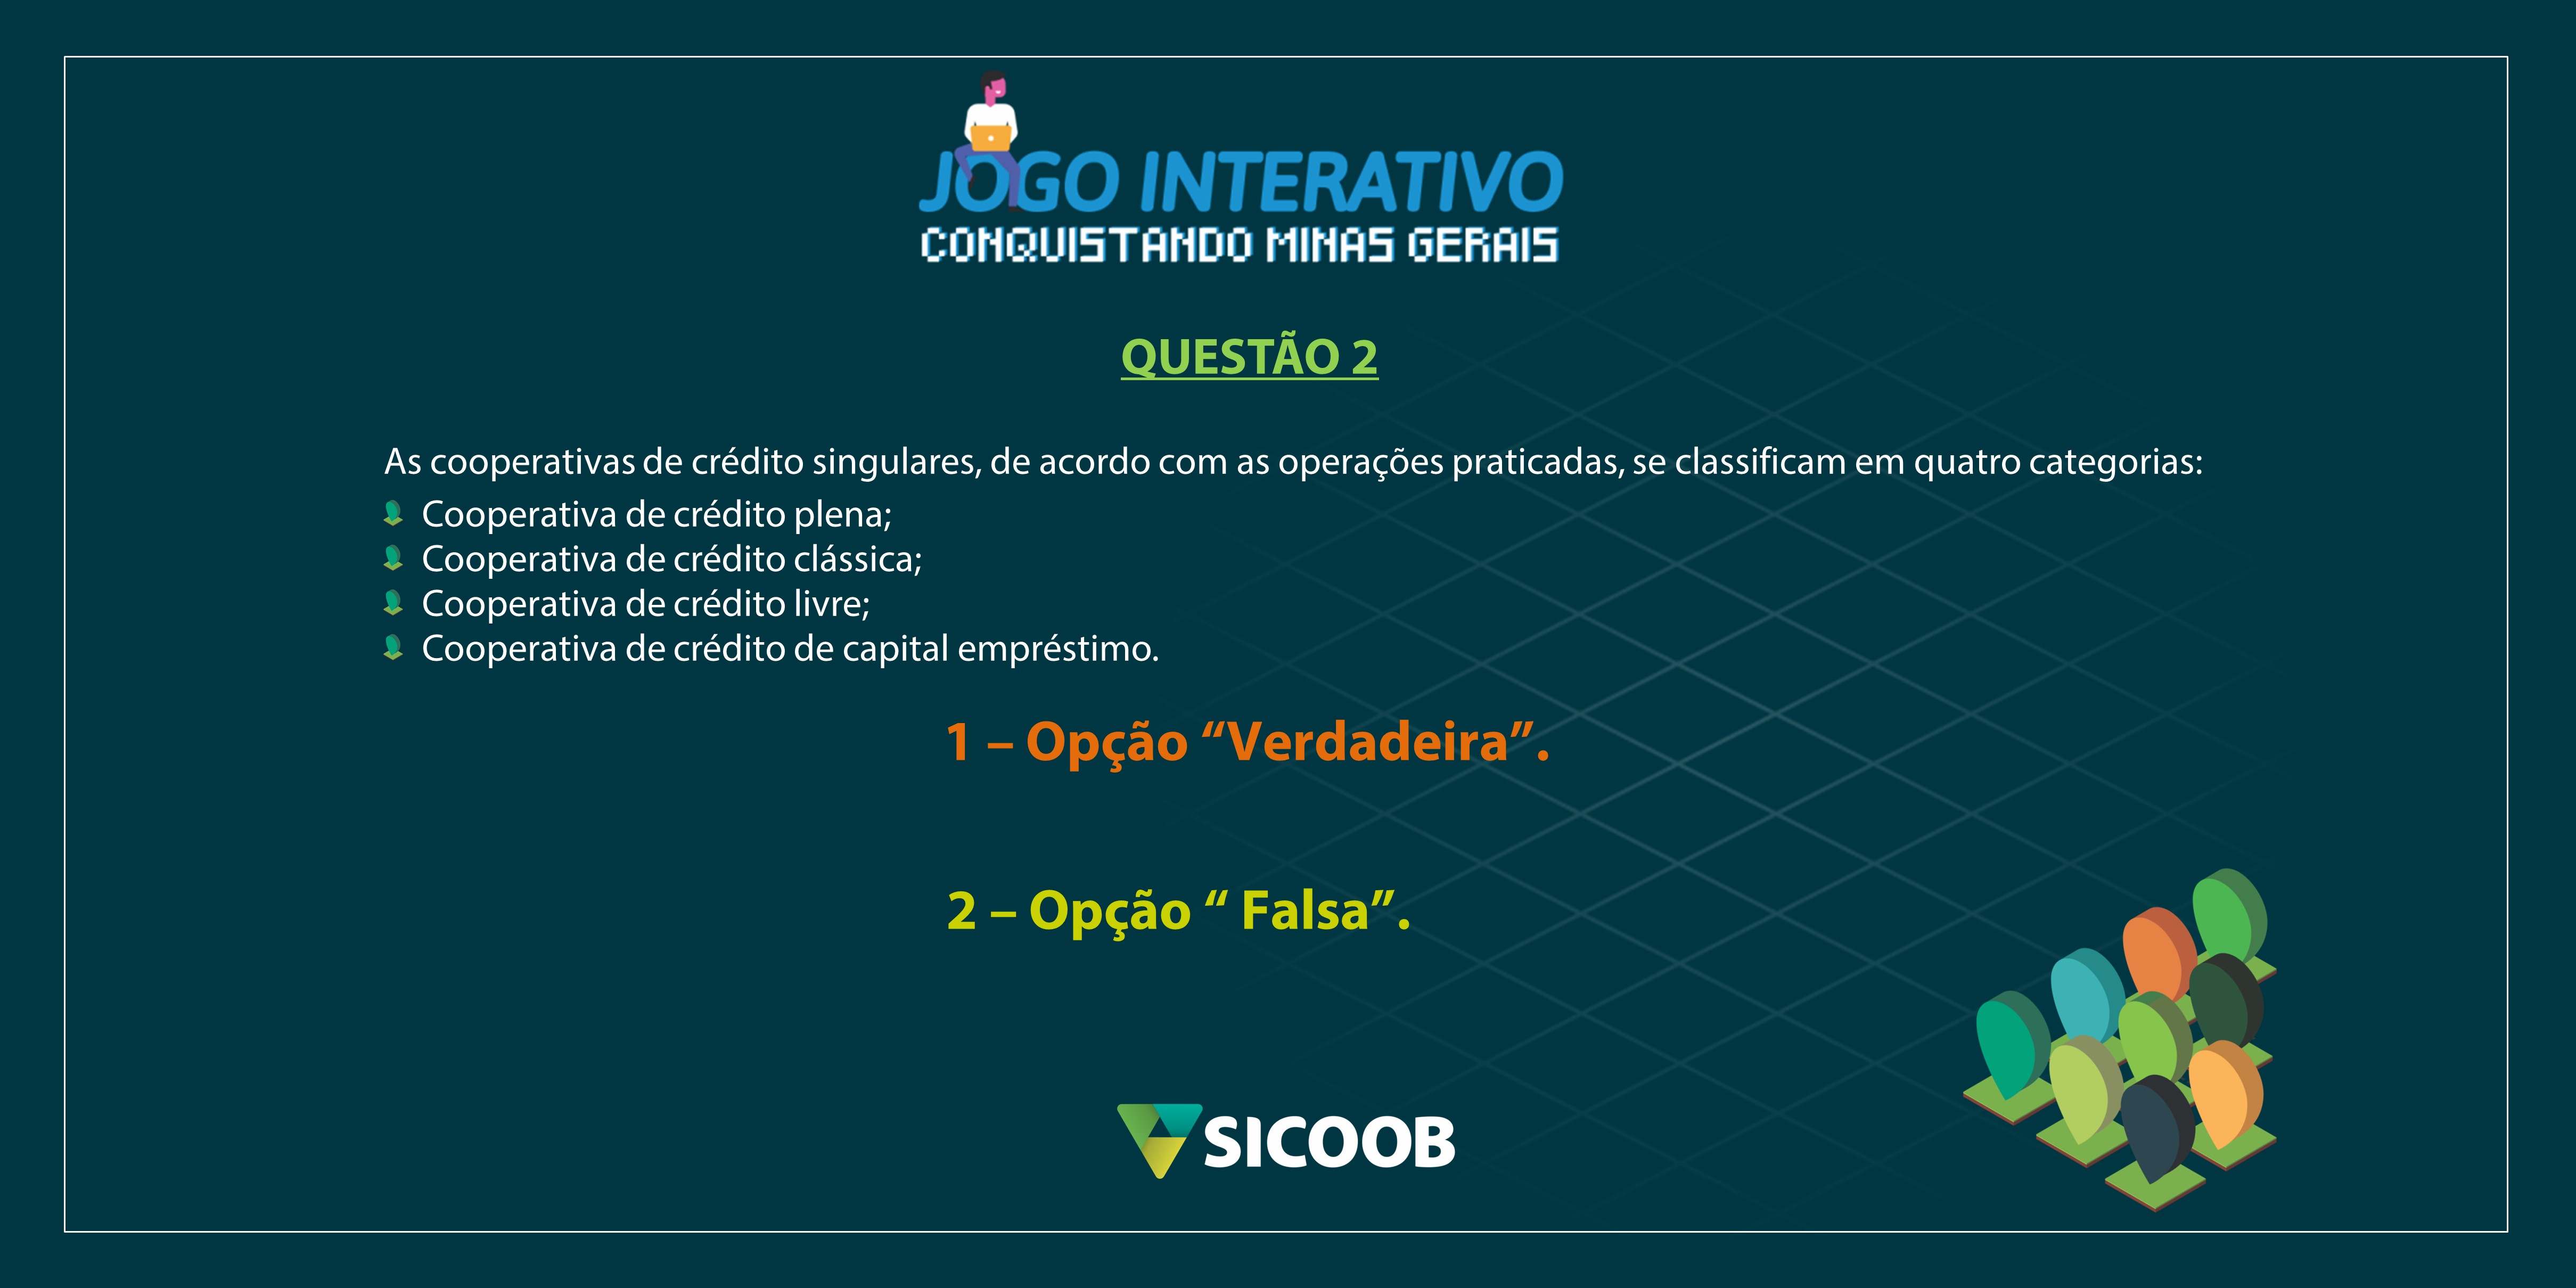 JOGO INTERATIVO
CONQUISTANDO MINAS GERAIS
QUESTÃO 2
As cooperativas de crédito singulares, de acordo com as operações praticadas, se classificam em quatro categorias:
Cooperativa de crédito plena;
Cooperativa de crédito clássica;
Cooperativa de crédito livre;
Cooperativa de crédito de capital empréstimo.
1 – Opção “Verdadeira”.
2 – Opção “ Falsa”.
SICOOB